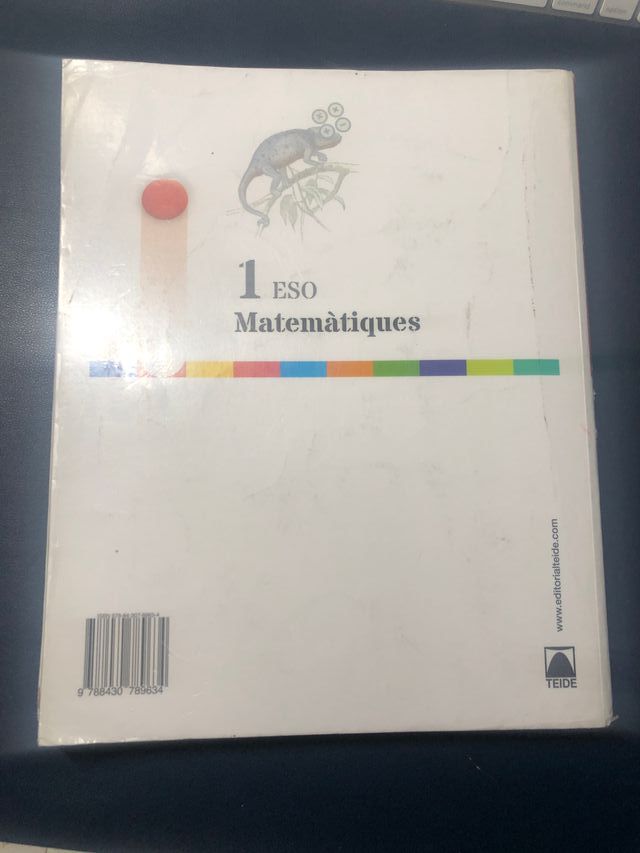 1 ESO
Matemàtiques
www.editorialteide.com
TEIDE
9 788430 789634